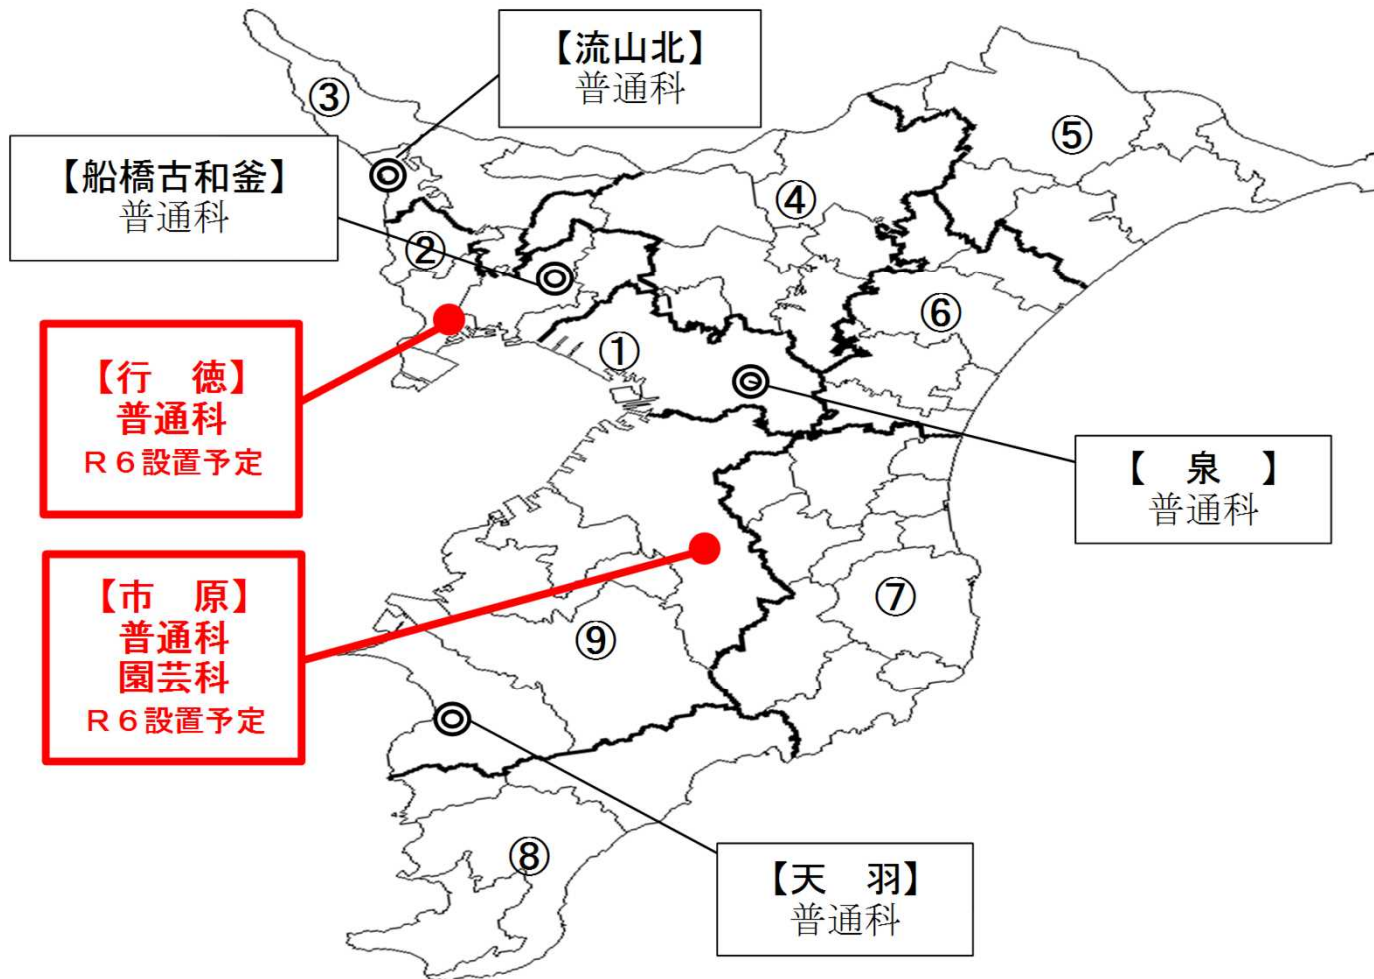 【流山北】
普通科
③
⑤
【船橋古和釜】
普通科
④
②
⑥
①
【行　徳】
普通科
Ｒ６設置予定
【　泉　】
普通科
【市　原】
普通科
園芸科
Ｒ６設置予定
⑦
⑨
⑧
【天　羽】
普通科